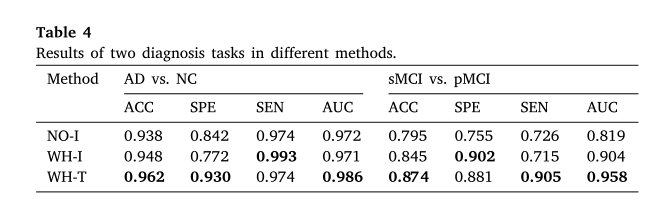 Table 4
Results of two diagnosis tasks in different methods.
Method AD vs. NC sMCI vs. pMCI
ACC SPE SEN AUC ACC SPE SEN AUC
NO-I 0.938 0.842 0.974 0.972 0.795 0.755 0.726 0.819
WH-I 0.948 0.772 0.993 0.971 0.845 0.902 0.715 0.904
WH-T 0.962 0.930 0.974 0.986 0.874 0.881 0.905 0.958